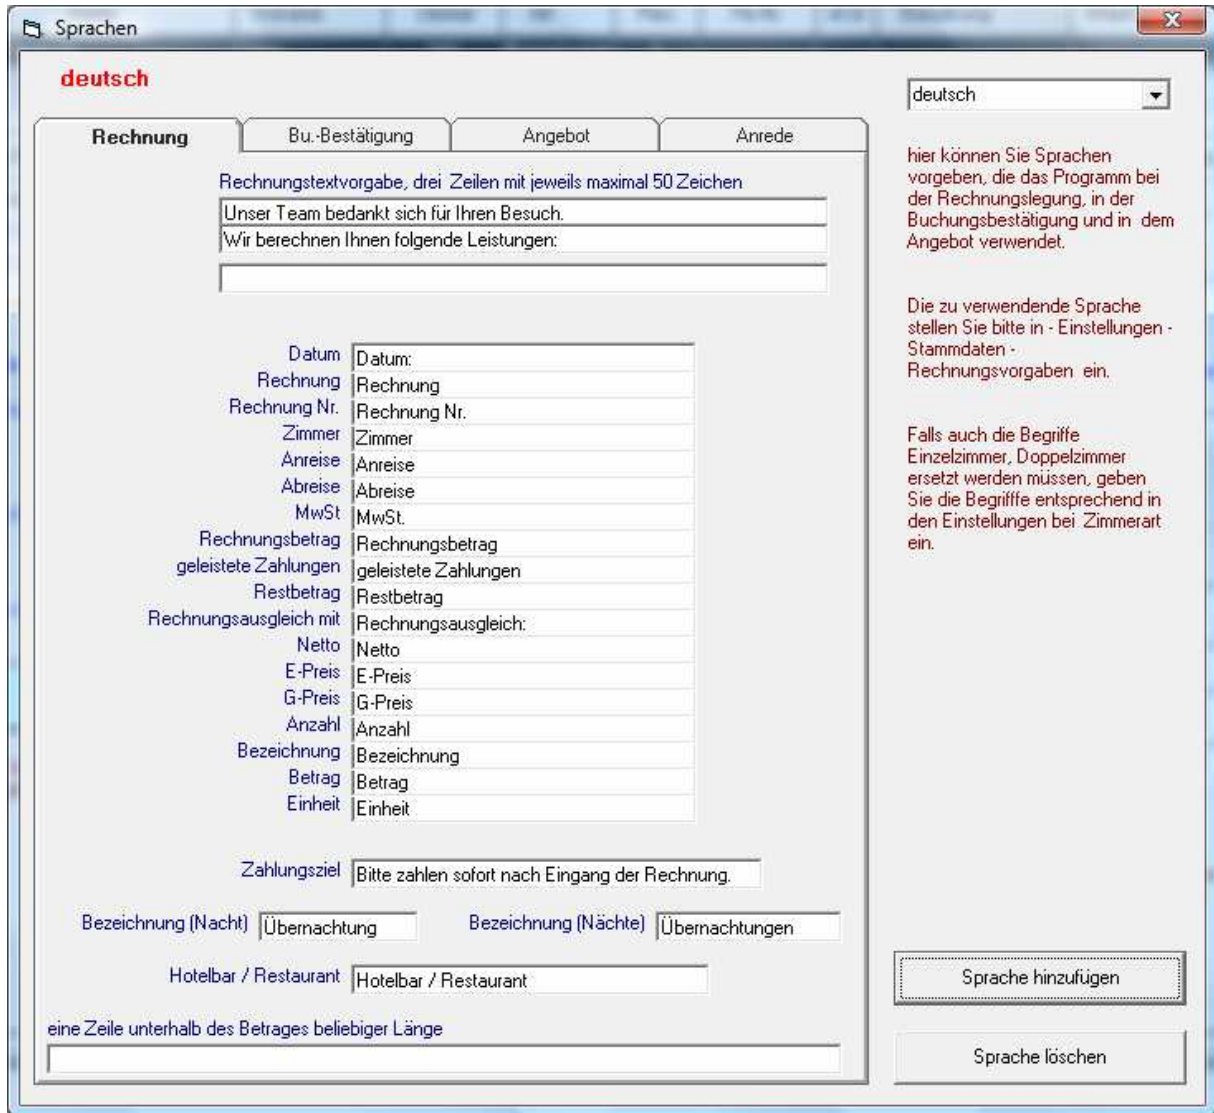 Sprachen
deutsch
deutsch
Rechnung
Bu.-Bestätigung
Angebot
Anrede
Rechnungstextvorgabe, drei Zeilen mit jeweils maximal 50 Zeichen
Unser Team bedankt sich für Ihren Besuch.
Wir berechnen Ihnen folgende Leistungen:
Datum Datum:
Rechnung Rechnung
Rechnung Nr. Rechnung Nr.
Zimmer Zimmer
Anreise Anreise
Abreise Abreise
MwSt MwSt.
Rechnungsbetrag Rechnungsbetrag
geleistete Zahlungen geleistete Zahlungen
Restbetrag Restbetrag
Rechnungsausgleich mit Rechnungsausgleich:
Netto Netto
E-Preis E-Preis
G-Preis G-Preis
Anzahl Anzahl
Bezeichnung Bezeichnung
Betrag Betrag
Einheit Einheit
Zahlungsziel Bitte zahlen sofort nach Eingang der Rechnung.
Bezeichnung (Nacht) Übernachtung Bezeichnung (Nächte) Übernachtungen
Hotelbar / Restaurant Hotelbar / Restaurant
eine Zeile unterhalb des Betrages beliebiger Länge
hier können Sie Sprachen
vorgeben, die das Programm bei
der Rechnungslegung, in der
Buchungsbestätigung und in dem
Angebot verwendet.
Die zu verwendende Sprache
stellen Sie bitte in - Einstellungen -
Stammdaten -
Rechnungsvorgaben ein.
Falls auch die Begriffe
Einzelzimmer, Doppelzimmer
ersetzt werden müssen, geben
Sie die Begrifffe entsprechend in
den Einstellungen bei Zimmerart
ein.
Sprache hinzufügen
Sprache löschen